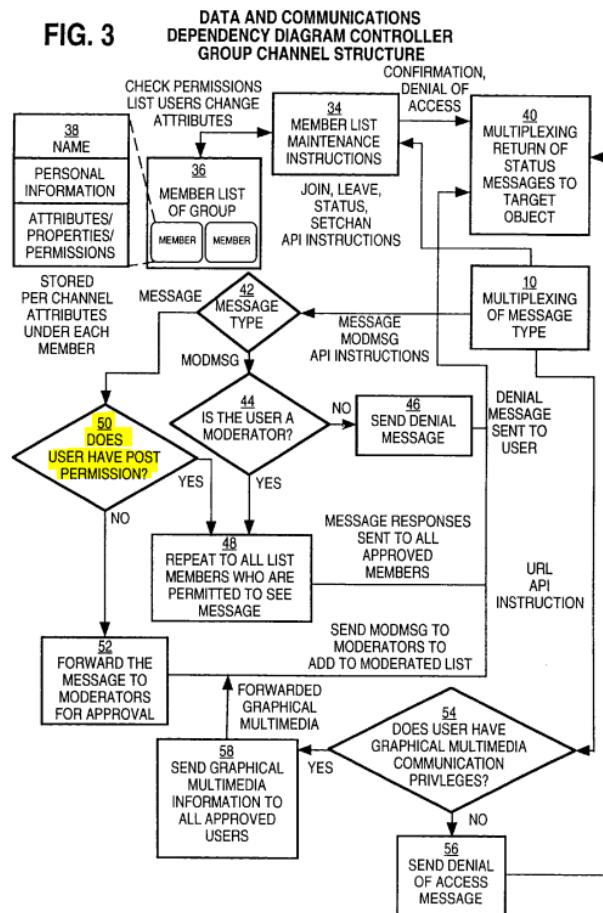 FIG. 3
DATA AND COMMUNICATIONS
DEPENDENCY DIAGRAM CONTROLLER
GROUP CHANNEL STRUCTURE
CHECK PERMISSIONS
LIST USERS CHANGE
ATTRIBUTES
CONFIRMATION,
DENIAL OF
ACCESS
38
NAME
PERSONAL
INFORMATION
ATTRIBUTES/
PROPERTIES/
PERMISSIONS
STORED
PER CHANNEL
ATTRIBUTES
UNDER EACH
MEMBER
36
MEMBER LIST
OF GROUP
MEMBER
MEMBER
34
MEMBER LIST
MAINTENANCE
INSTRUCTIONS
JOIN, LEAVE,
STATUS,
SETCHAN
API INSTRUCTIONS
40
MULTIPLEXING
RETURN OF
STATUS
MESSAGES TO
TARGET
OBJECT
10
MULTIPLEXING
OF MESSAGE
TYPE
MESSAGE
42
MESSAGE
TYPE
MESSAGE
MODMSG
API INSTRUCTIONS
MODMSG
44
IS THE USER A
MODERATOR?
NO
46
SEND DENIAL
MESSAGE
DENIAL
MESSAGE
SENT TO
USER
50
DOES
USER HAVE POST
PERMISSION?
YES
YES
NO
48
REPEAT TO ALL LIST
MEMBERS WHO ARE
PERMITTED TO SEE
MESSAGE
MESSAGE RESPONSES
SENT TO ALL
APPROVED
MEMBERS
URL
API
INSTRUCTION
52
FORWARD THE
MESSAGE TO
MODERATORS
FOR APPROVAL
SEND MODMSG TO
MODERATORS TO
ADD TO MODERATED LIST
FORWARDED
GRAPHICAL
MULTIMEDIA
54
DOES USER HAVE
GRAPHICAL MULTIMEDIA
COMMUNICATION
PRIVLEGES?
YES
58
SEND GRAPHICAL
MULTIMEDIA
INFORMATION TO
ALL APPROVED
USERS
NO
56
SEND DENIAL
OF ACCESS
MESSAGE